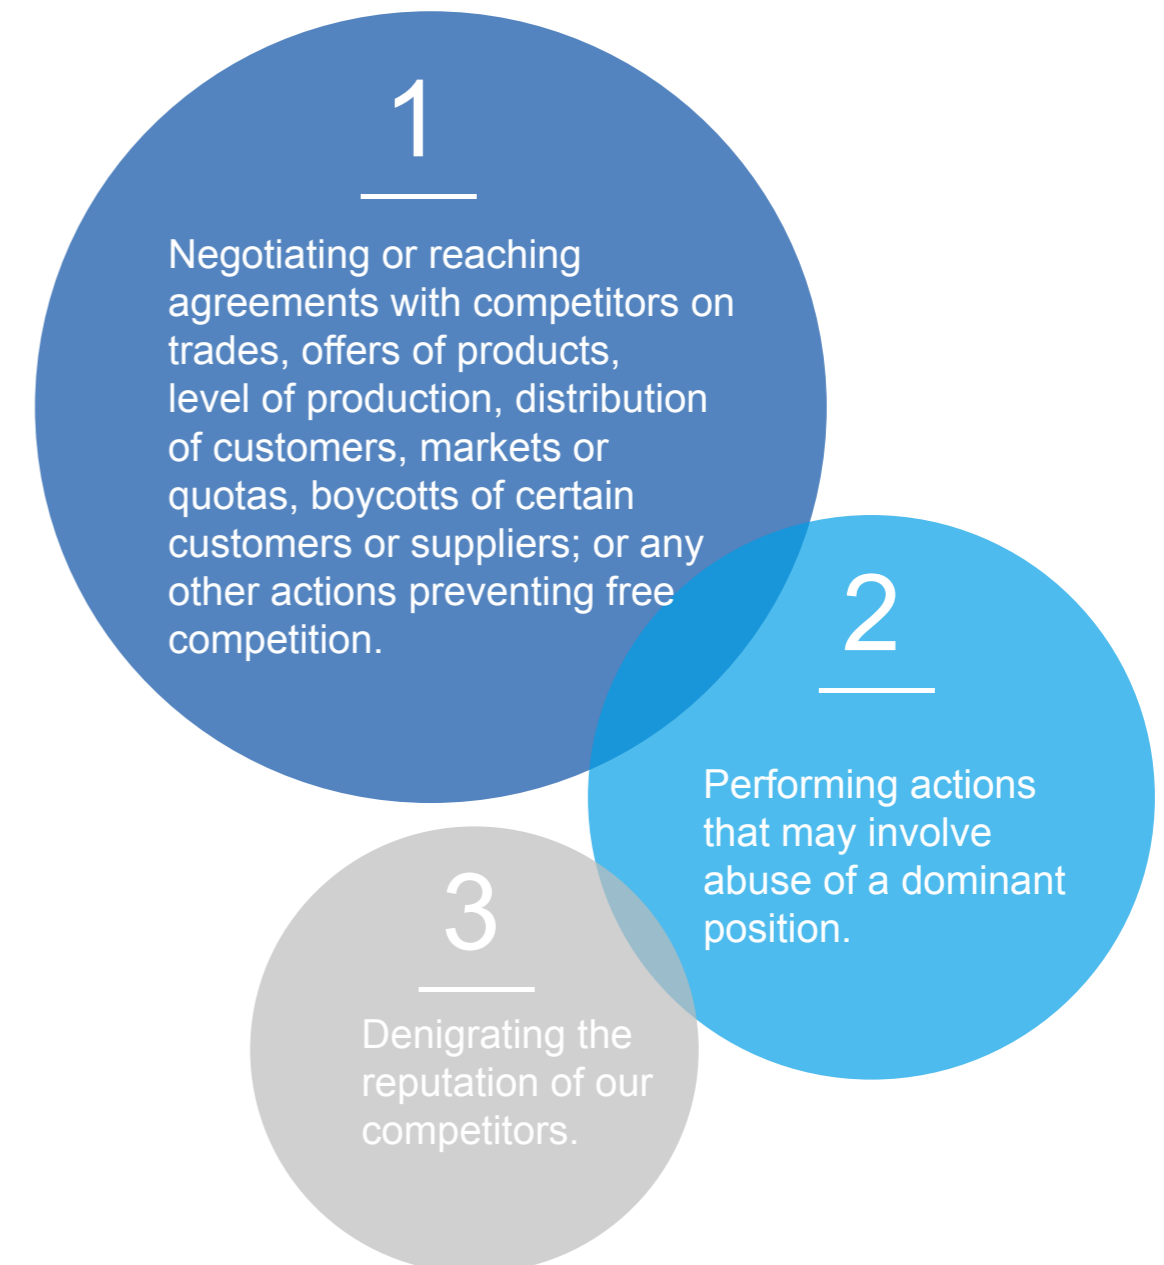 1
Negotiating or reaching
agreements with competitors on
trades, offers of products,
level of production, distribution
of customers, markets or
quotas, boycotts of certain
customers or suppliers; or any
other actions preventing free
competition.
2
Performing actions
that may involve
abuse of a dominant
position.
3
Denigrating the
reputation of our
competitors.